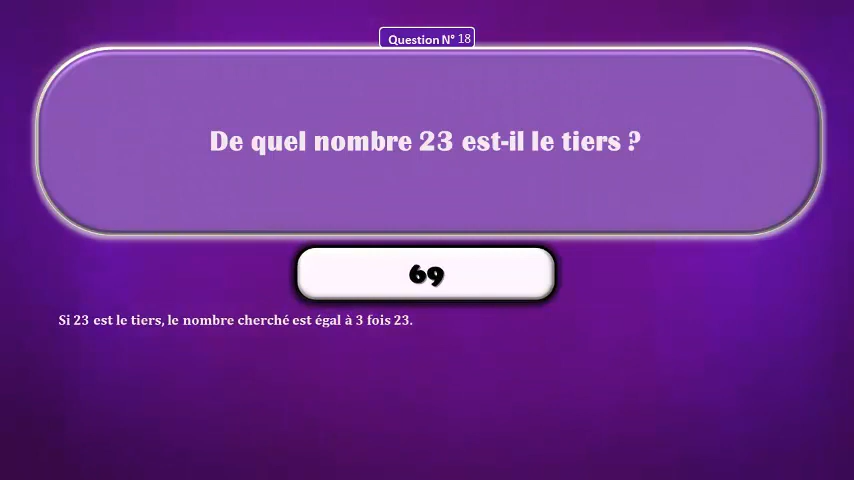 Question N° 18
De quel nombre 23 est-il le tiers ?
69
Si 23 est le tiers, le nombre cherché est égal à 3 fois 23.